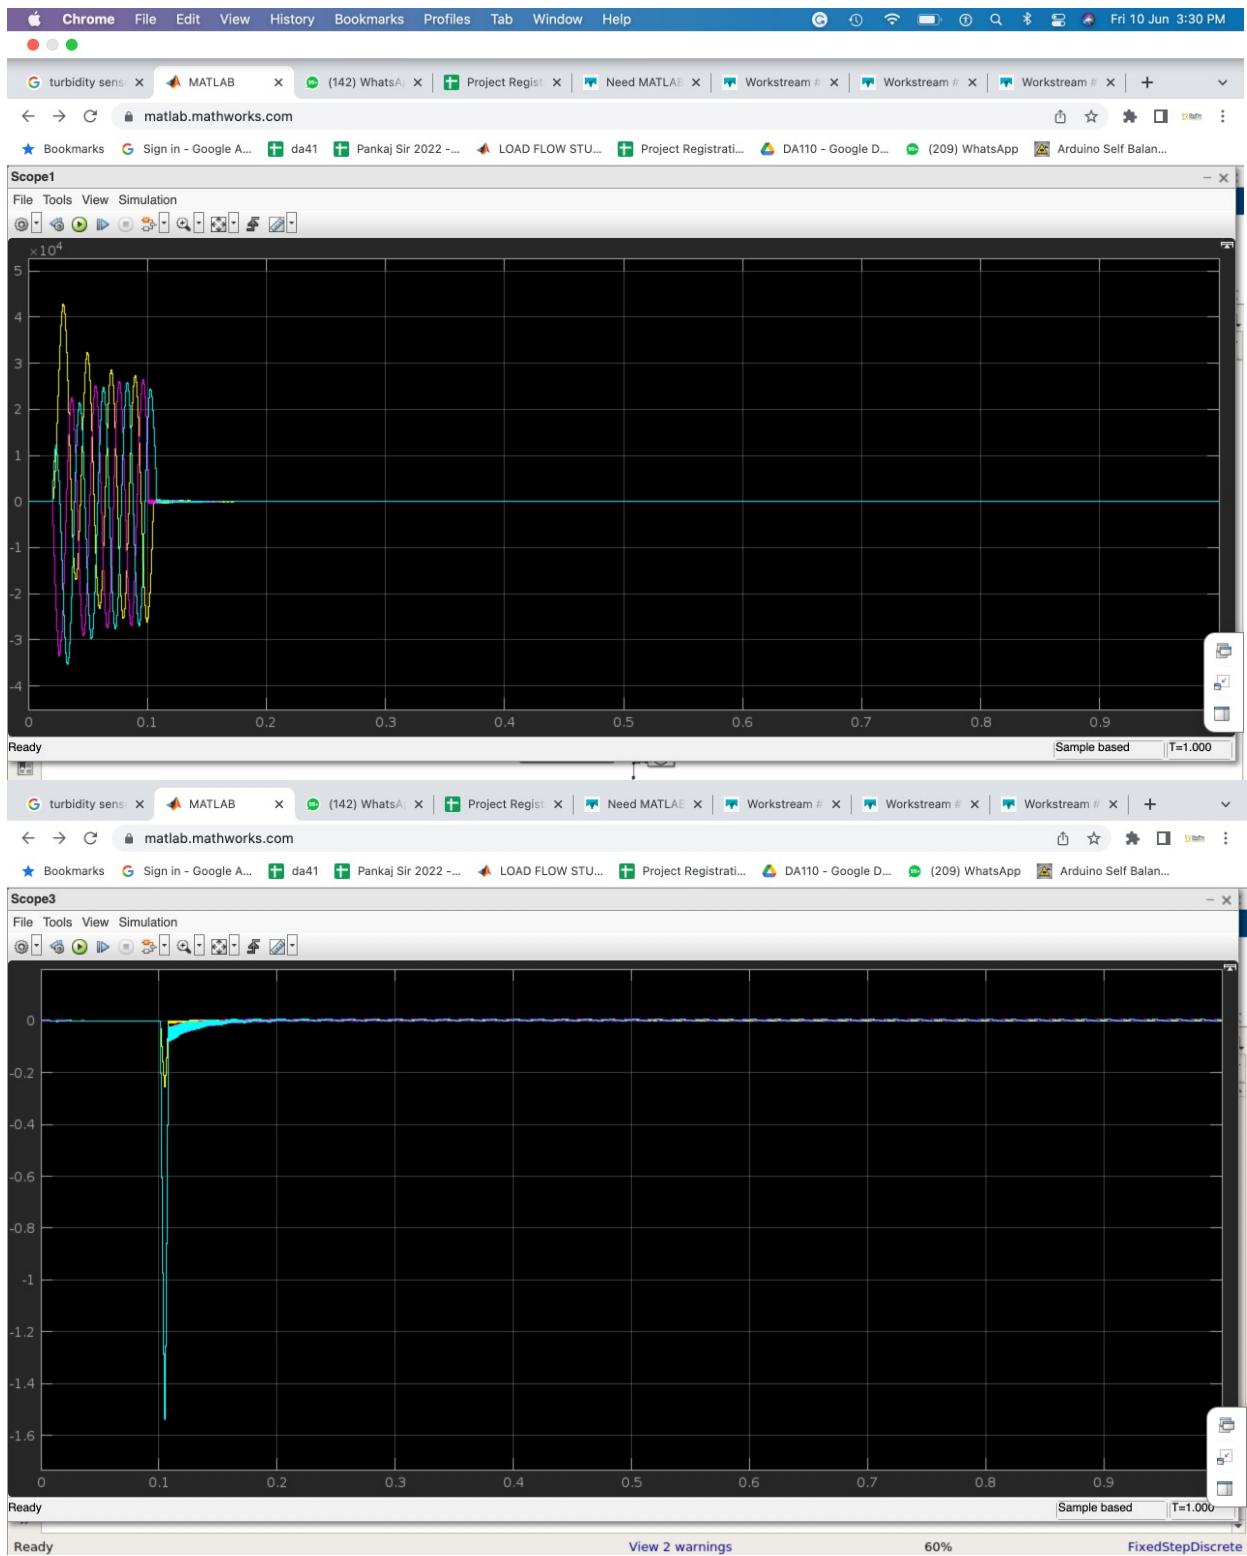 Chrome File Edit View History Bookmarks Profiles Tab Window Help Fri 10 Jun 3:30 PM
turbidity sens MATLAB (142) WhatsA Project Regist Need MATLAB Workstream # Workstream # Workstream #
matlab.mathworks.com
Bookmarks Sign in - Google A... da41 Pankaj Sir 2022 -... LOAD FLOW STU... Project Registrati... DA110 - Google D... (209) WhatsApp Arduino Self Balan...
Scope1
File Tools View Simulation
×10^4
5
4
3
2
1
0
-1
-2
-3
-4
0 0.1 0.2 0.3 0.4 0.5 0.6 0.7 0.8 0.9
Ready Sample based T=1.000
turbidity sens MATLAB (142) WhatsA Project Regist Need MATLAB Workstream # Workstream # Workstream #
matlab.mathworks.com
Bookmarks Sign in - Google A... da41 Pankaj Sir 2022 -... LOAD FLOW STU... Project Registrati... DA110 - Google D... (209) WhatsApp Arduino Self Balan...
Scope3
File Tools View Simulation
0
-0.2
-0.4
-0.6
-0.8
-1
-1.2
-1.4
-1.6
0 0.1 0.2 0.3 0.4 0.5 0.6 0.7 0.8 0.9
Ready Sample based T=1.000
Ready View 2 warnings 60% FixedStepDiscrete